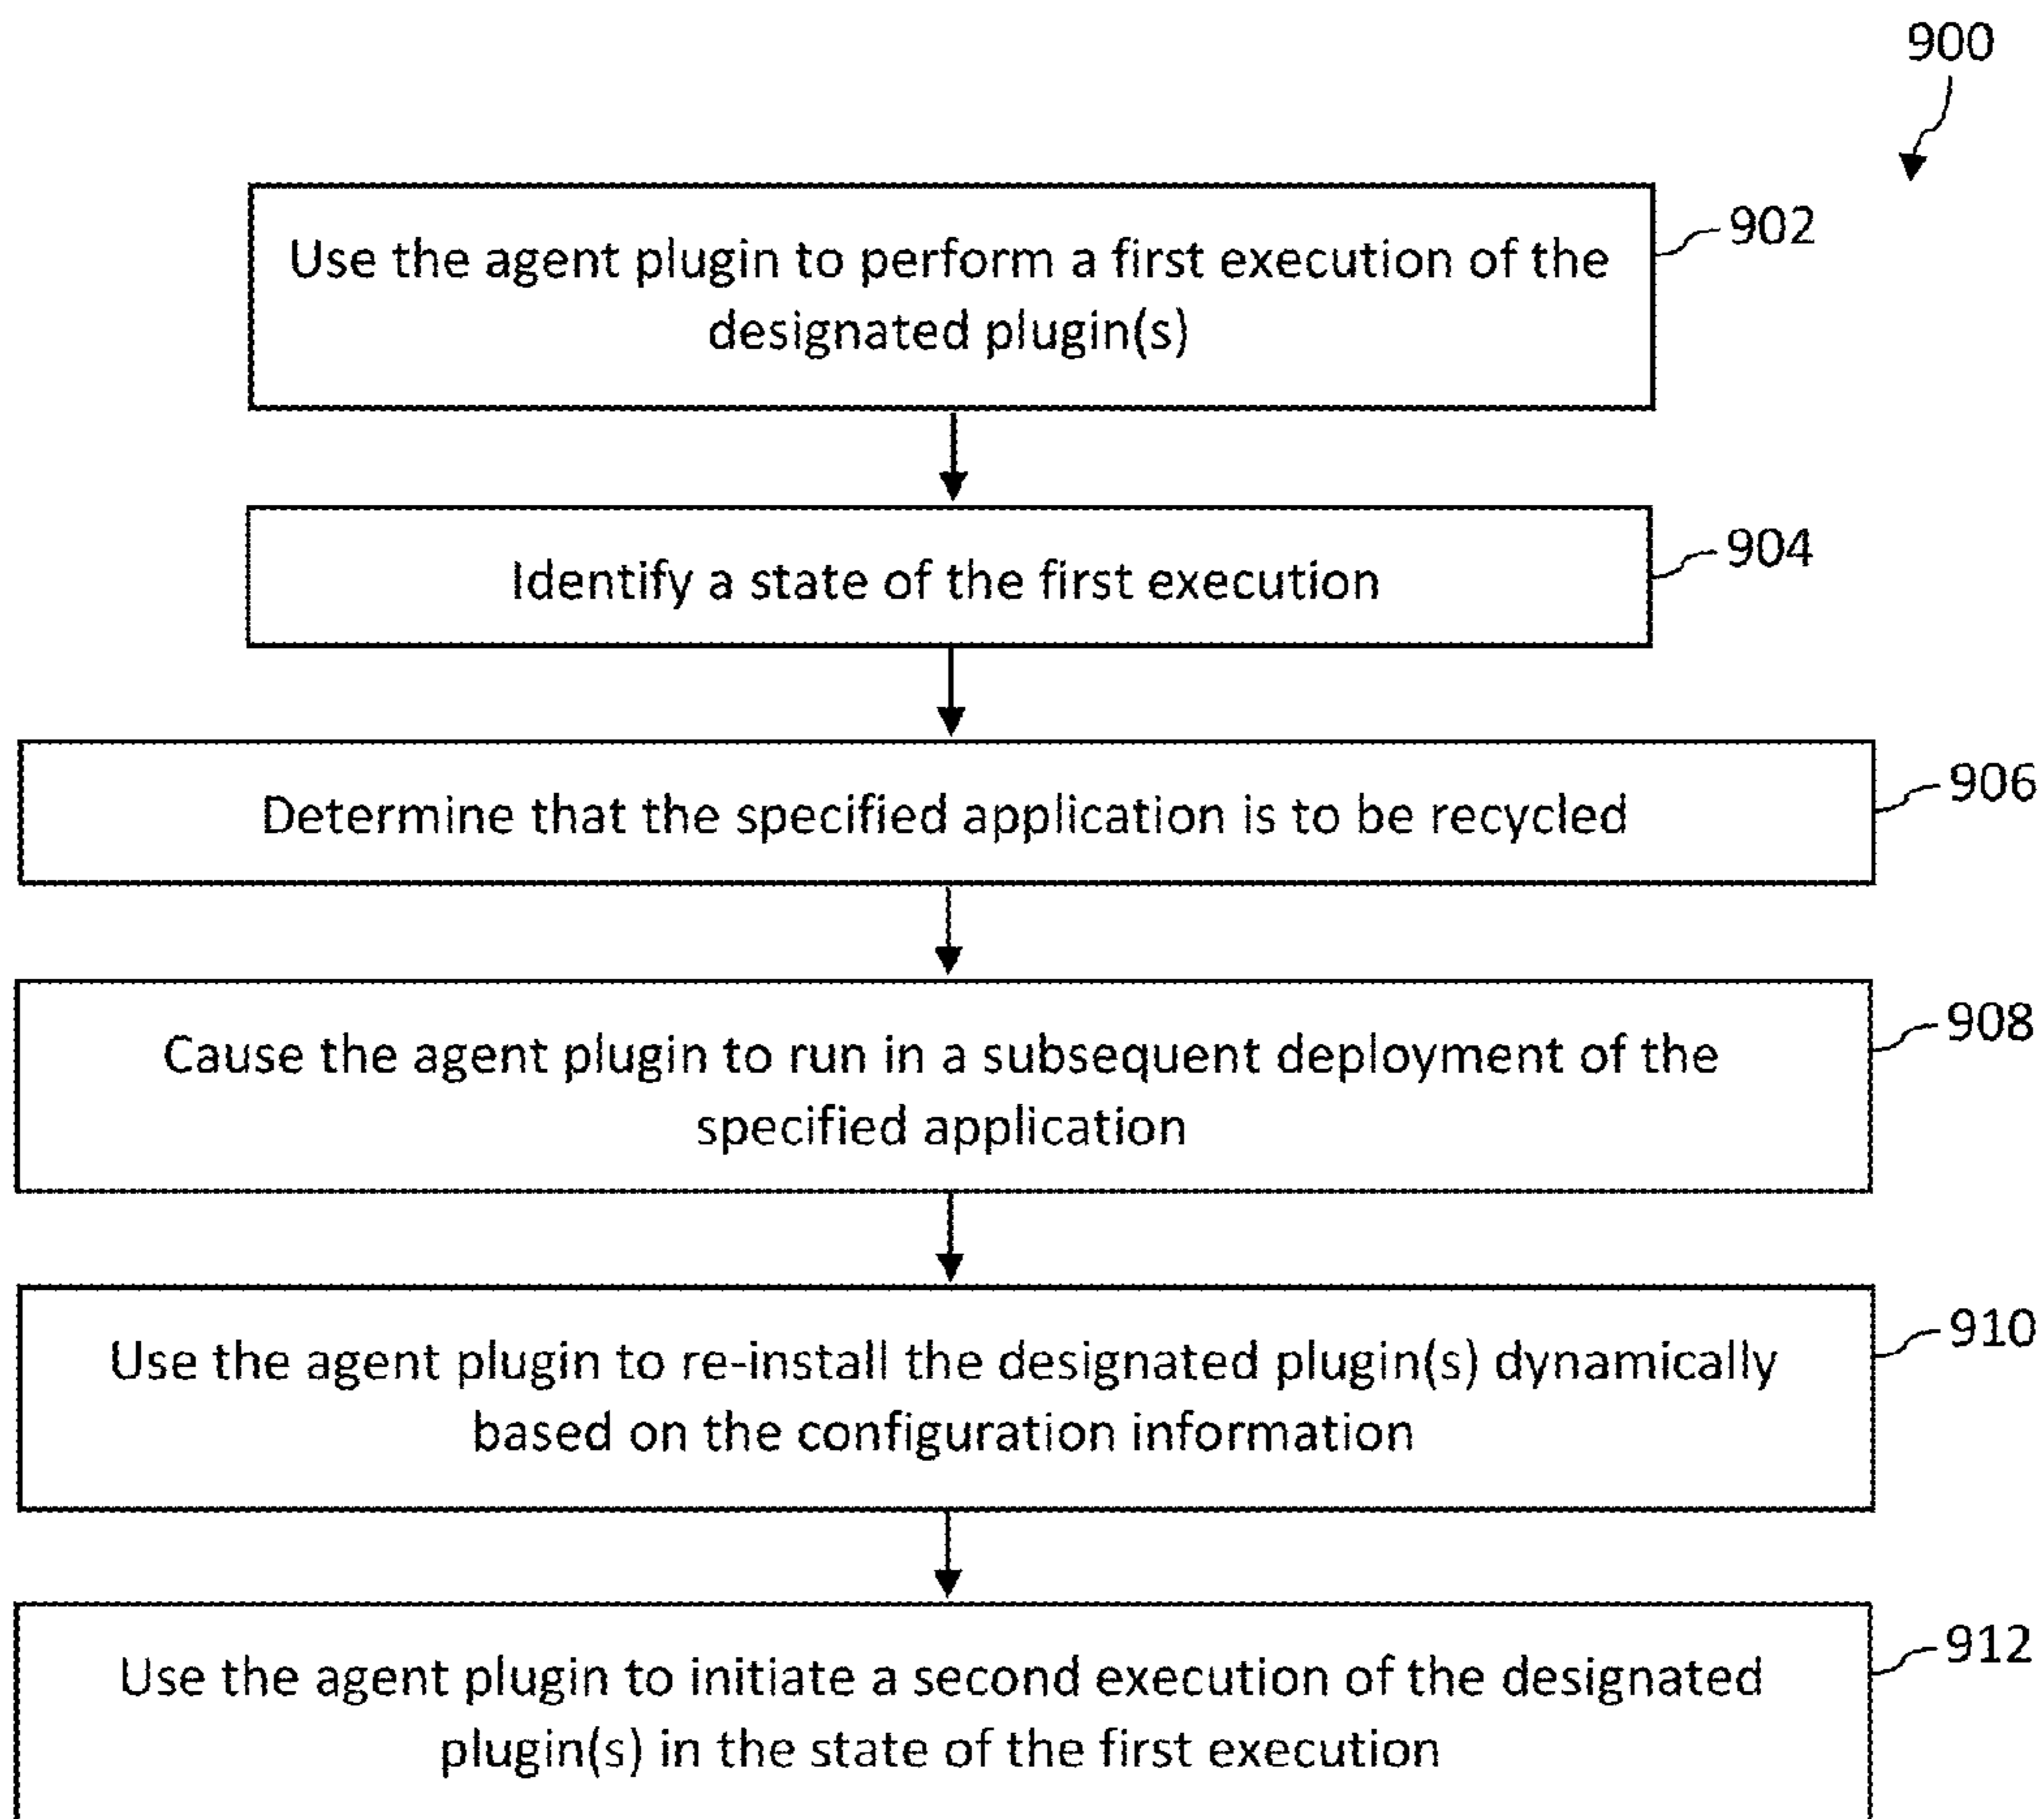 900
Use the agent plugin to perform a first execution of the
designated plugin(s)
902
Identify a state of the first execution
904
Determine that the specified application is to be recycled
906
Cause the agent plugin to run in a subsequent deployment of the
specified application
908
Use the agent plugin to re-install the designated plugin(s) dynamically
based on the configuration information
910
Use the agent plugin to initiate a second execution of the designated
plugin(s) in the state of the first execution
912